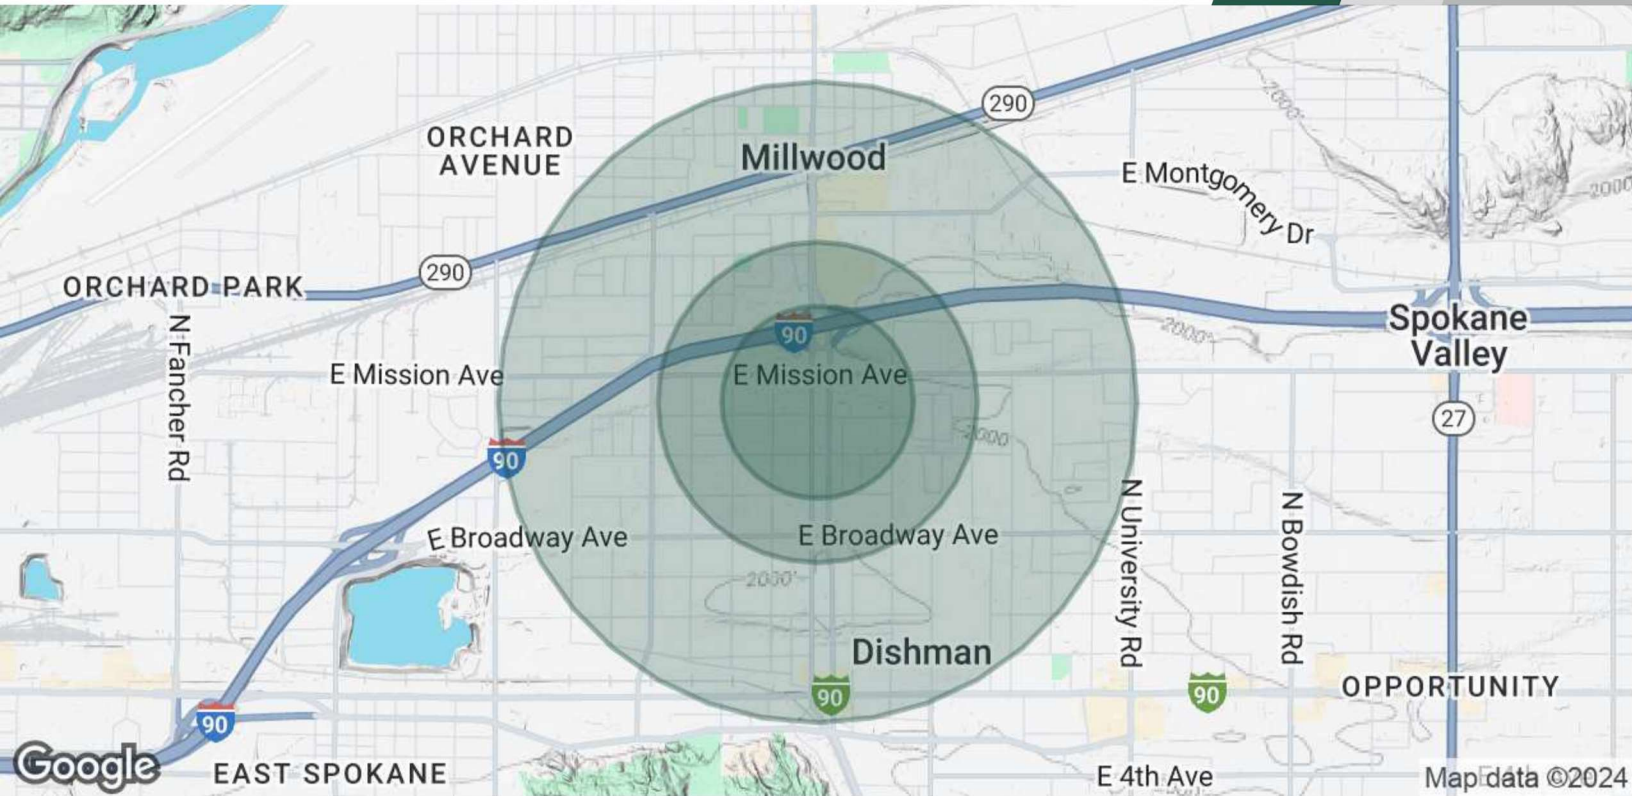 290
ORCHARD
AVENUE
Millwood
E Montgomery Dr
2000'
2000
290
ORCHARD PARK
N Fancher Rd
90
Spokane
Valley
2000'
E Mission Ave
E Mission Ave
27
2000
90
E Broadway Ave
E Broadway Ave
N University Rd
N Bowdish Rd
2000'
Dishman
90
90
OPPORTUNITY
90
Google
EAST SPOKANE
E 4th Ave
Map data ©2024